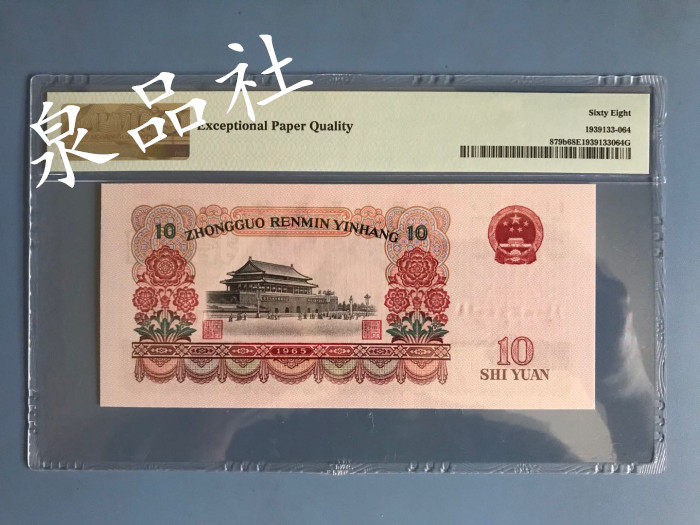 泉品社
Exceptional Paper Quality
Sixty Eight
1939133-064
879b68E1939133064G
10 ZHONGGUO RENMIN YINHANG 10
1965
10
SHI YUAN